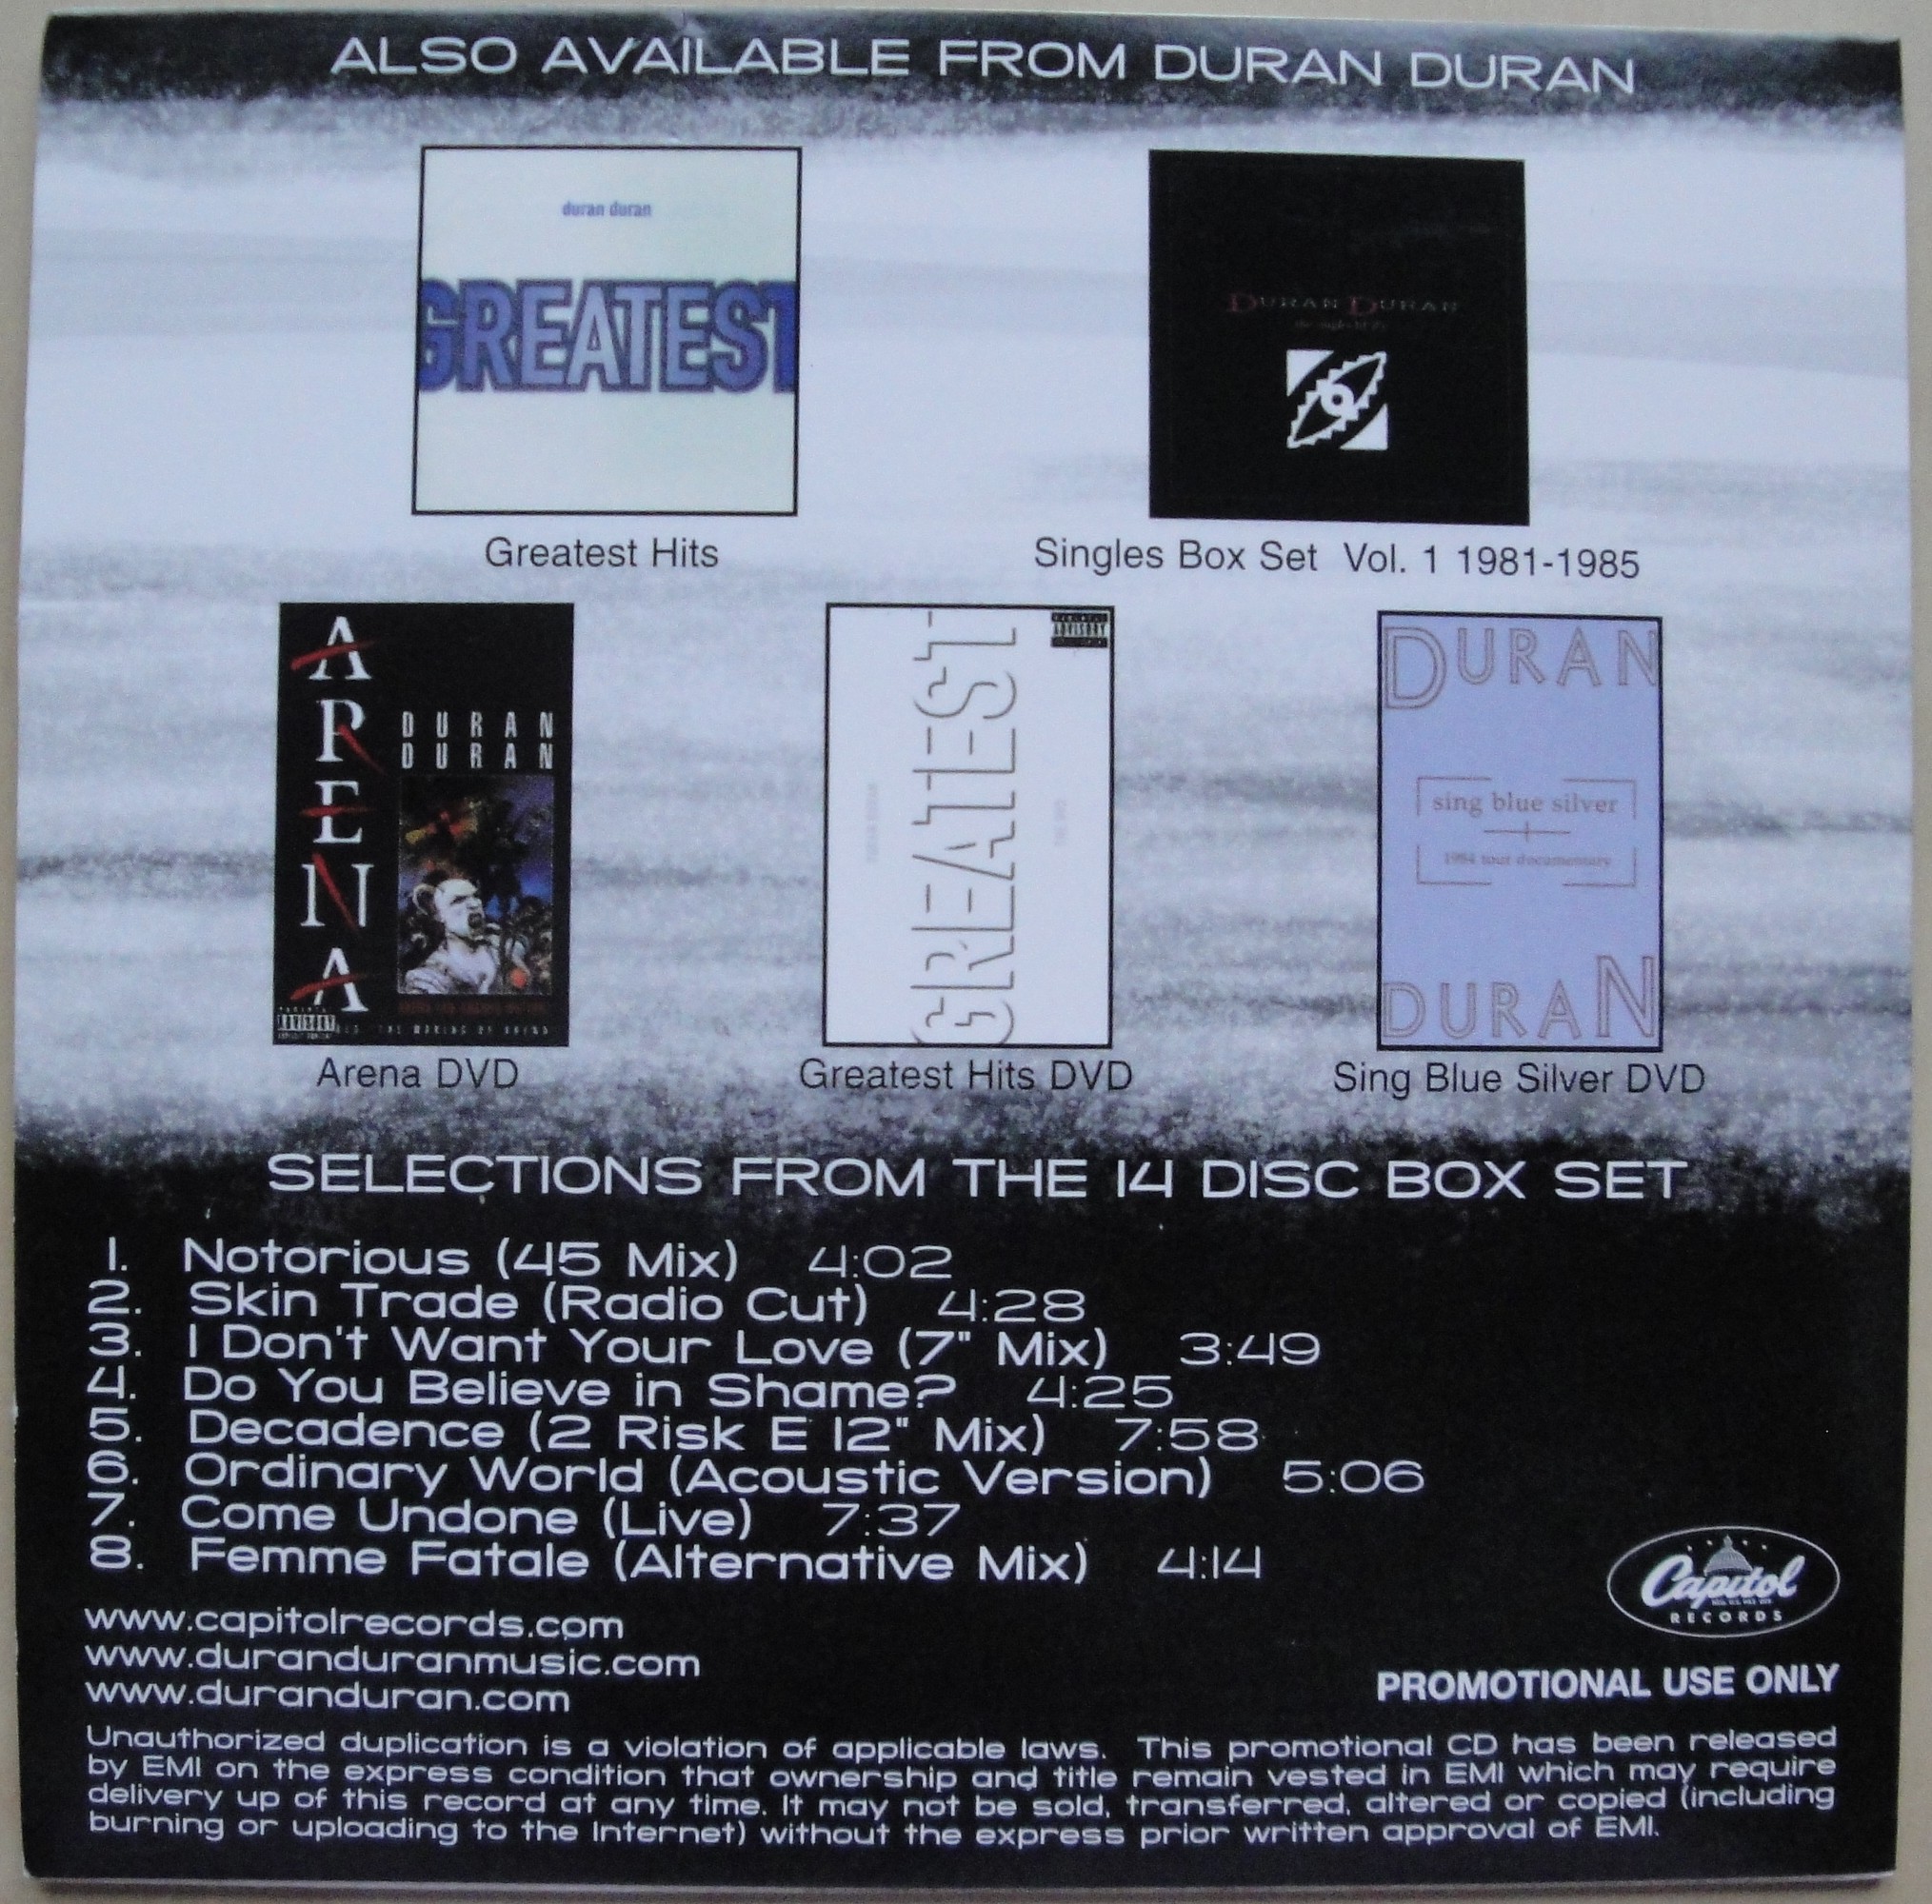 ALSO AVAILABLE FROM DURAN DURAN
duran duran
GREATEST
DURAN DURAN
Greatest Hits
Singles Box Set Vol. 1 1981-1985
ARENA
DURAN
DURAN
ADVISORY
THE MAKING OF ARENA
GREATEST
ADVISORY
DURAN
sing blue silver
1984 tour documentary
DURAN
Arena DVD
Greatest Hits DVD
Sing Blue Silver DVD
SELECTIONS FROM THE 14 DISC BOX SET
1. Notorious (45 Mix) 4:02
2. Skin Trade (Radio Cut) 4:28
3. I Don't Want Your Love (7" Mix) 3:49
4. Do You Believe in Shame? 4:25
5. Decadence (2 Risk E 12" Mix) 7:58
6. Ordinary World (Acoustic Version) 5:06
7. Come Undone (Live) 7:37
8. Femme Fatale (Alternative Mix) 4:14
Capitol
RECORDS
www.capitolrecords.com
www.duranduranmusic.com
www.duranduran.com
PROMOTIONAL USE ONLY
Unauthorized duplication is a violation of applicable laws. This promotional CD has been released
by EMI on the express condition that ownership and title remain vested in EMI which may require
delivery up of this record at any time. It may not be sold, transferred, altered or copied (including
burning or uploading to the Internet) without the express prior written approval of EMI.